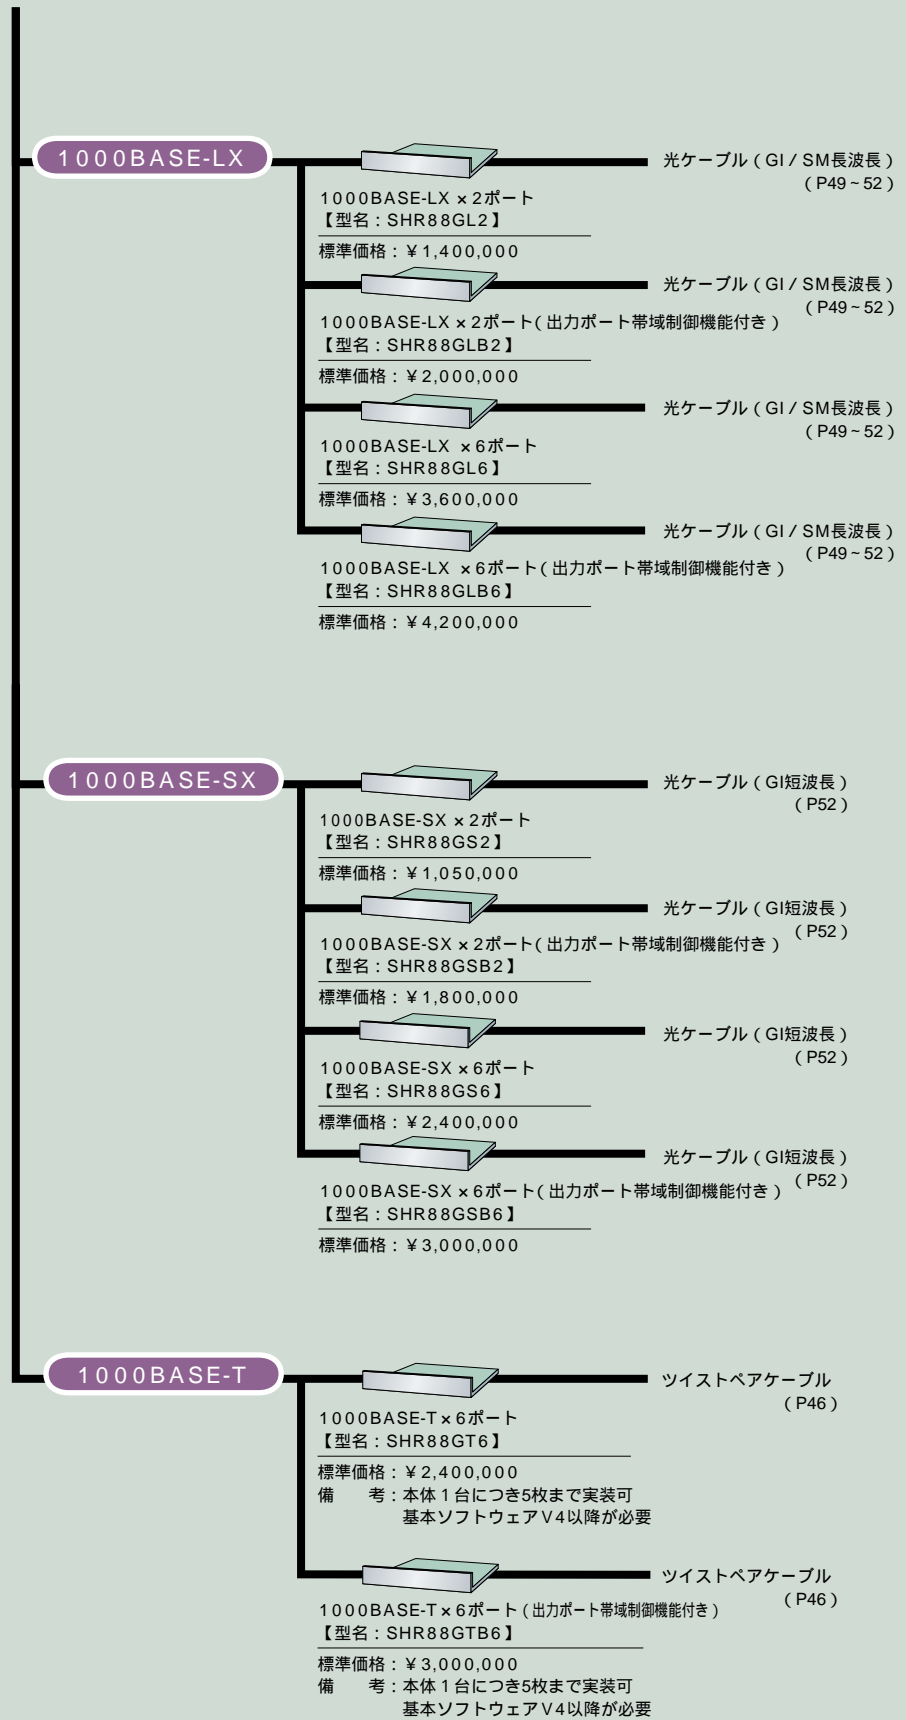 1000BASE-LX
光ケーブル（GI／SM長波長）
（P49～52）
1000BASE-LX×2ポート
【型名：SHR88GL2】
標準価格：¥1,400,000
光ケーブル（GI／SM長波長）
（P49～52）
1000BASE-LX×2ポート（出力ポート帯域制御機能付き）
【型名：SHR88GLB2】
標準価格：¥2,000,000
光ケーブル（GI／SM長波長）
（P49～52）
1000BASE-LX ×6ポート
【型名：SHR88GL6】
標準価格：¥3,600,000
光ケーブル（GI／SM長波長）
（P49～52）
1000BASE-LX ×6ポート（出力ポート帯域制御機能付き）
【型名：SHR88GLB6】
標準価格：¥4,200,000
1000BASE-SX
光ケーブル（GI短波長）
（P52）
1000BASE-SX×2ポート
【型名：SHR88GS2】
標準価格：¥1,050,000
光ケーブル（GI短波長）
（P52）
1000BASE-SX×2ポート（出力ポート帯域制御機能付き）
【型名：SHR88GSB2】
標準価格：¥1,800,000
光ケーブル（GI短波長）
（P52）
1000BASE-SX×6ポート
【型名：SHR88GS6】
標準価格：¥2,400,000
光ケーブル（GI短波長）
（P52）
1000BASE-SX×6ポート（出力ポート帯域制御機能付き）
【型名：SHR88GSB6】
標準価格：¥3,000,000
1000BASE-T
ツイストペアケーブル
（P46）
1000BASE-T×6ポート
【型名：SHR88GT6】
標準価格：¥2,400,000
備　　考：本体1台につき5枚まで実装可
基本ソフトウェアV4以降が必要
ツイストペアケーブル
（P46）
1000BASE-T×6ポート（出力ポート帯域制御機能付き）
【型名：SHR88GTB6】
標準価格：¥3,000,000
備　　考：本体1台につき5枚まで実装可
基本ソフトウェアV4以降が必要